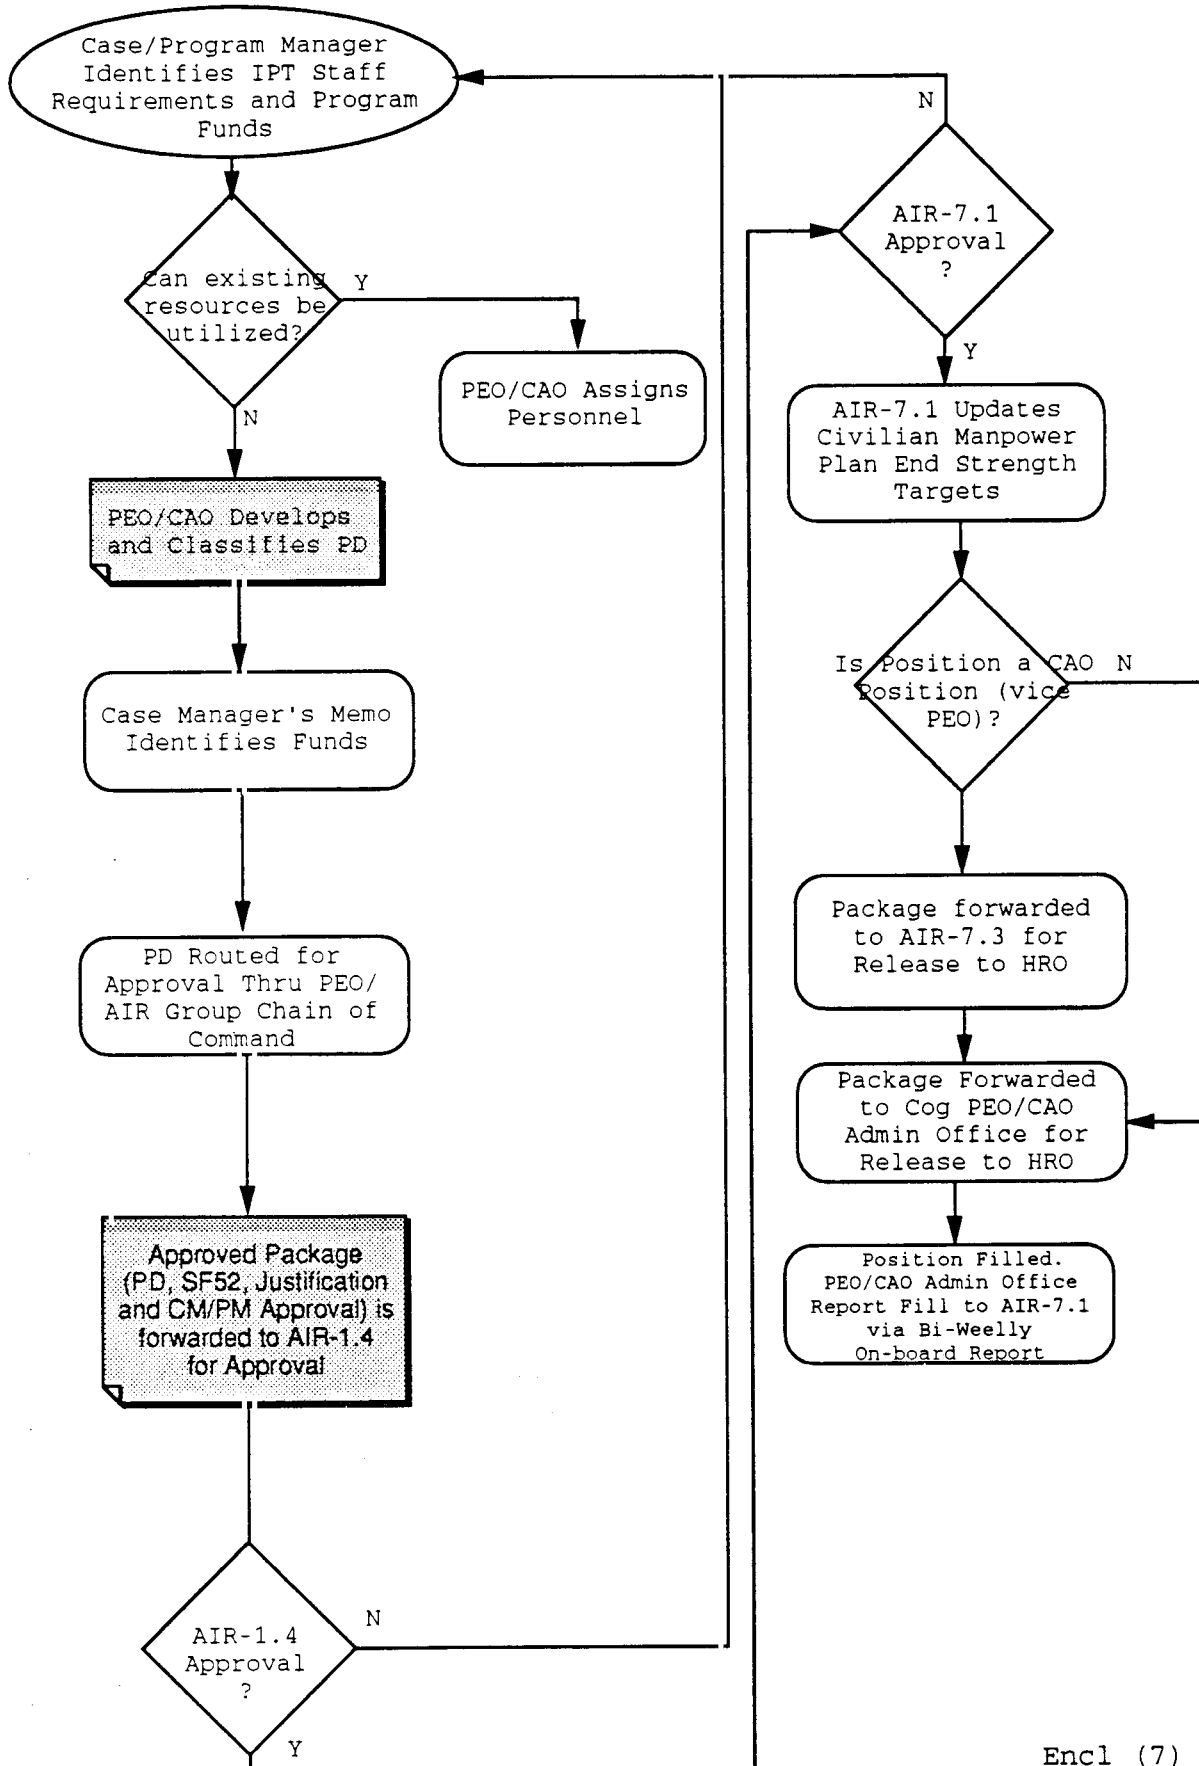 Case/Program Manager
Identifies IPT Staff
Requirements and Program
Funds
Can existing
resources be
utilized?
Y
N
PEO/CAO Assigns
Personnel
PEO/CAO Develops
and Classifies PD
Case Manager's Memo
Identifies Funds
PD Routed for
Approval Thru PEO/
AIR Group Chain of
Command
Approved Package
(PD, SF52, Justification
and CM/PM Approval) is
forwarded to AIR-1.4
for Approval
AIR-1.4
Approval
?
N
Y
N
AIR-7.1
Approval
?
Y
AIR-7.1 Updates
Civilian Manpower
Plan End Strength
Targets
Is Position a CAO
Position (vice
PEO)?
N
Package forwarded
to AIR-7.3 for
Release to HRO
Package Forwarded
to Cog PEO/CAO
Admin Office for
Release to HRO
Position Filled.
PEO/CAO Admin Office
Report Fill to AIR-7.1
via Bi-Weelly
On-board Report
Encl (7)